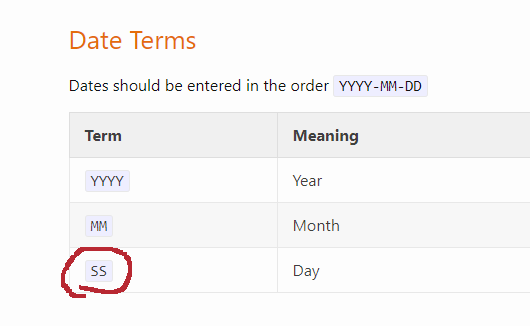 Date Terms
Dates should be entered in the order YYYY-MM-DD
Term Meaning
YYYY Year
MM Month
SS Day